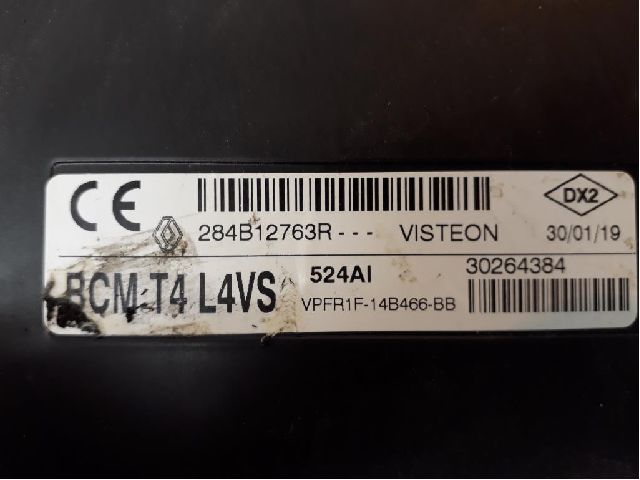 CE DX2
284B12763R--- VISTEON 30/01/19
BCM T4 L4VS 524AI 30264384
VPFR1F-14B466-BB